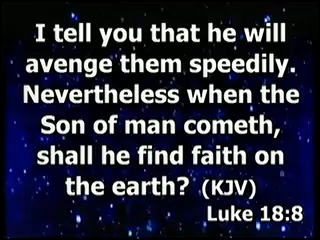 I tell you that he will
avenge them speedily.
Nevertheless when the
Son of man cometh,
shall he find faith on
the earth? (KJV)
Luke 18:8